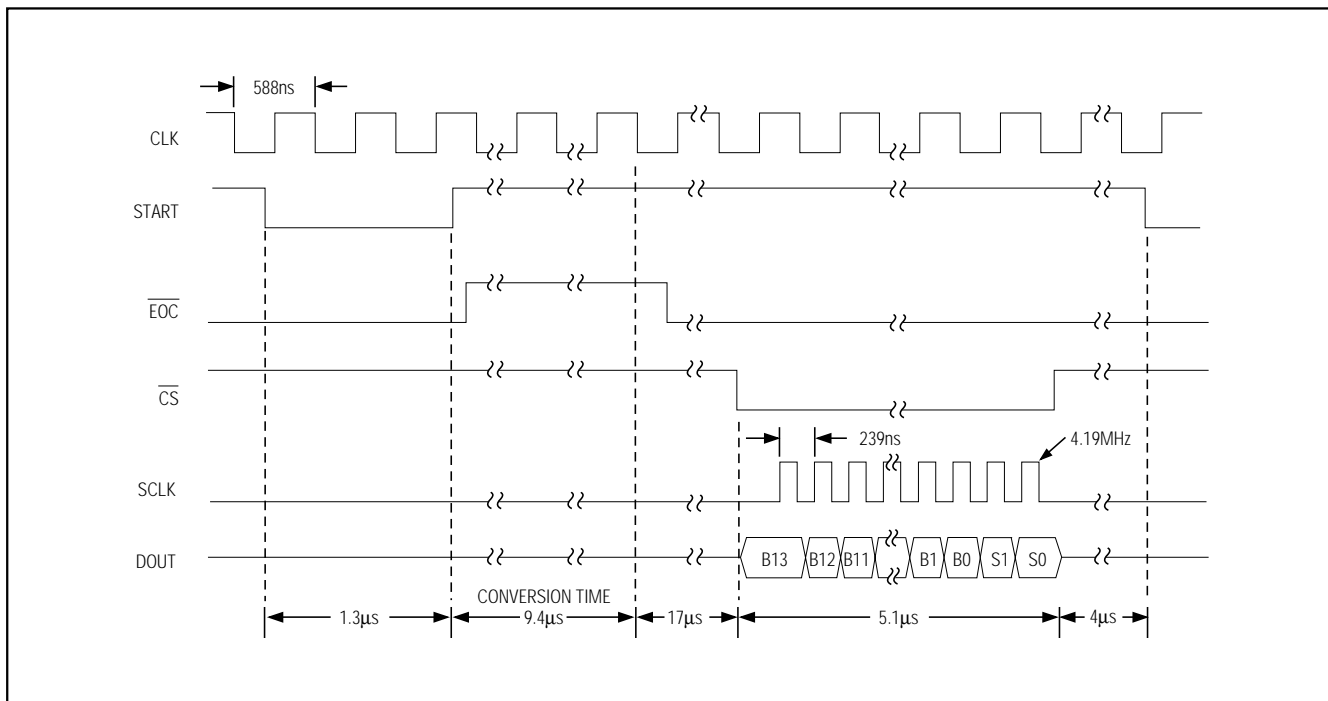 588ns
CLK
START
EOC
CS
239ns
4.19MHz
SCLK
DOUT
B13 B12 B11 B1 B0 S1 S0
CONVERSION TIME
1.3µs 9.4µs 17µs 5.1µs 4µs